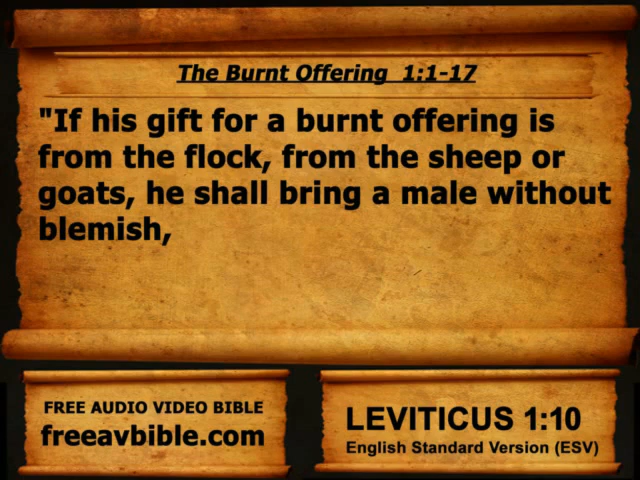 The Burnt Offering  1:1-17
"If his gift for a burnt offering is
from the flock, from the sheep or
goats, he shall bring a male without
blemish,
FREE AUDIO VIDEO BIBLE
freeavbible.com
LEVITICUS 1:10
English Standard Version (ESV)